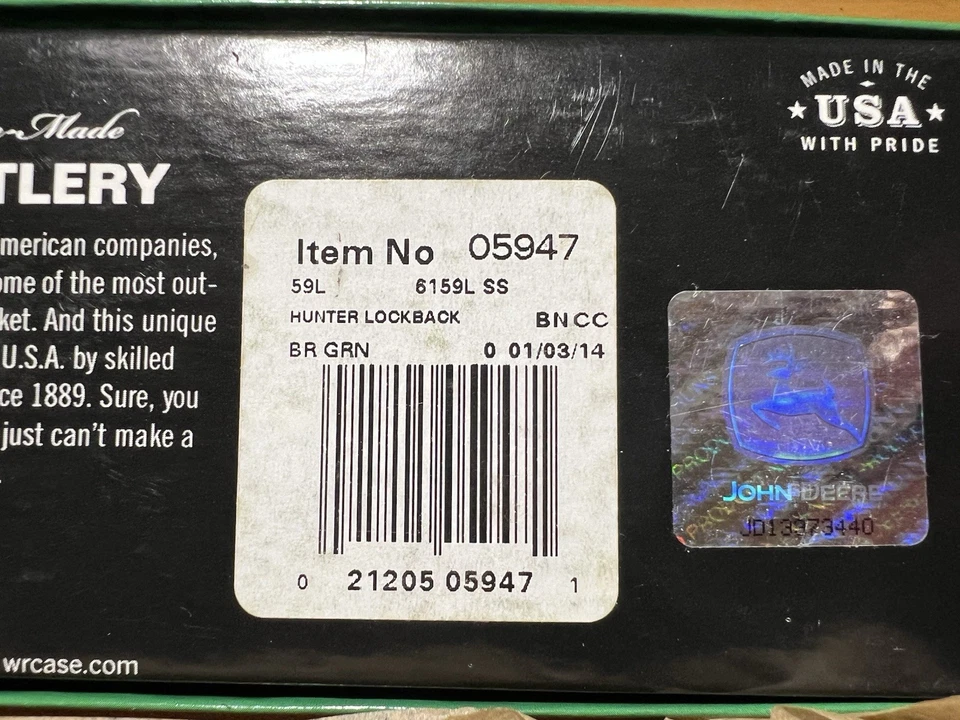 -Made
TLERY
merican companies,
ome of the most out-
ket. And this unique
U.S.A. by skilled
ce 1889. Sure, you
just can't make a
wrcase.com
Item No 05947
59L 6159L SS
HUNTER LOCKBACK BNCC
BR GRN 0 01/03/14
0 21205 05947 1
MADE IN THE
USA
WITH PRIDE
JOHN DEERE
JD13973440